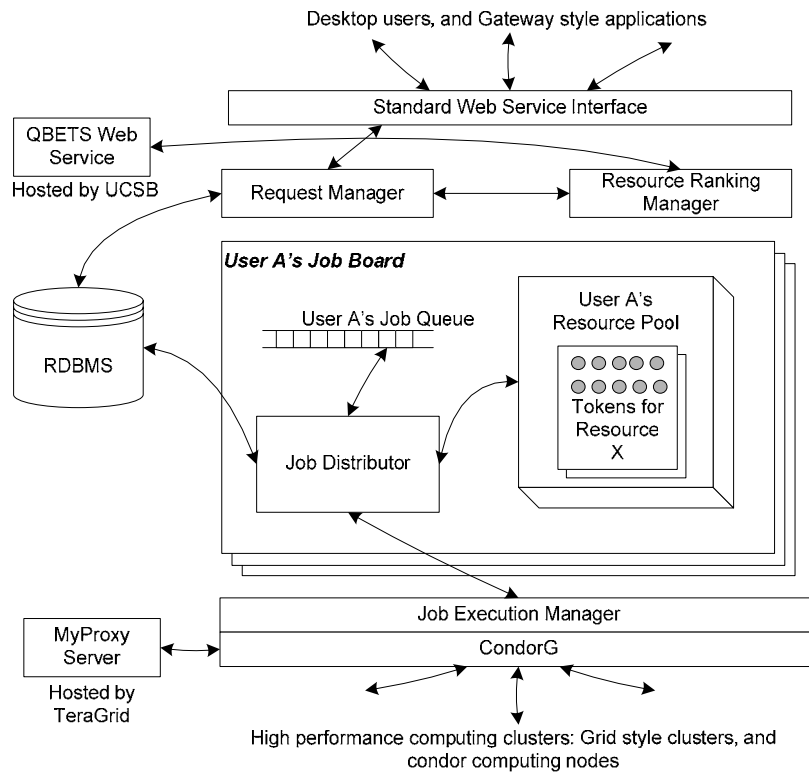 Desktop users, and Gateway style applications
Standard Web Service Interface
QBETS Web
Service
Hosted by UCSB
Request Manager
Resource Ranking
Manager
User A's Job Board
User A's Job Queue
User A's
Resource Pool
RDBMS
Tokens for
Resource
X
Job Distributor
Job Execution Manager
MyProxy
Server
CondorG
Hosted by
TeraGrid
High performance computing clusters: Grid style clusters, and
condor computing nodes